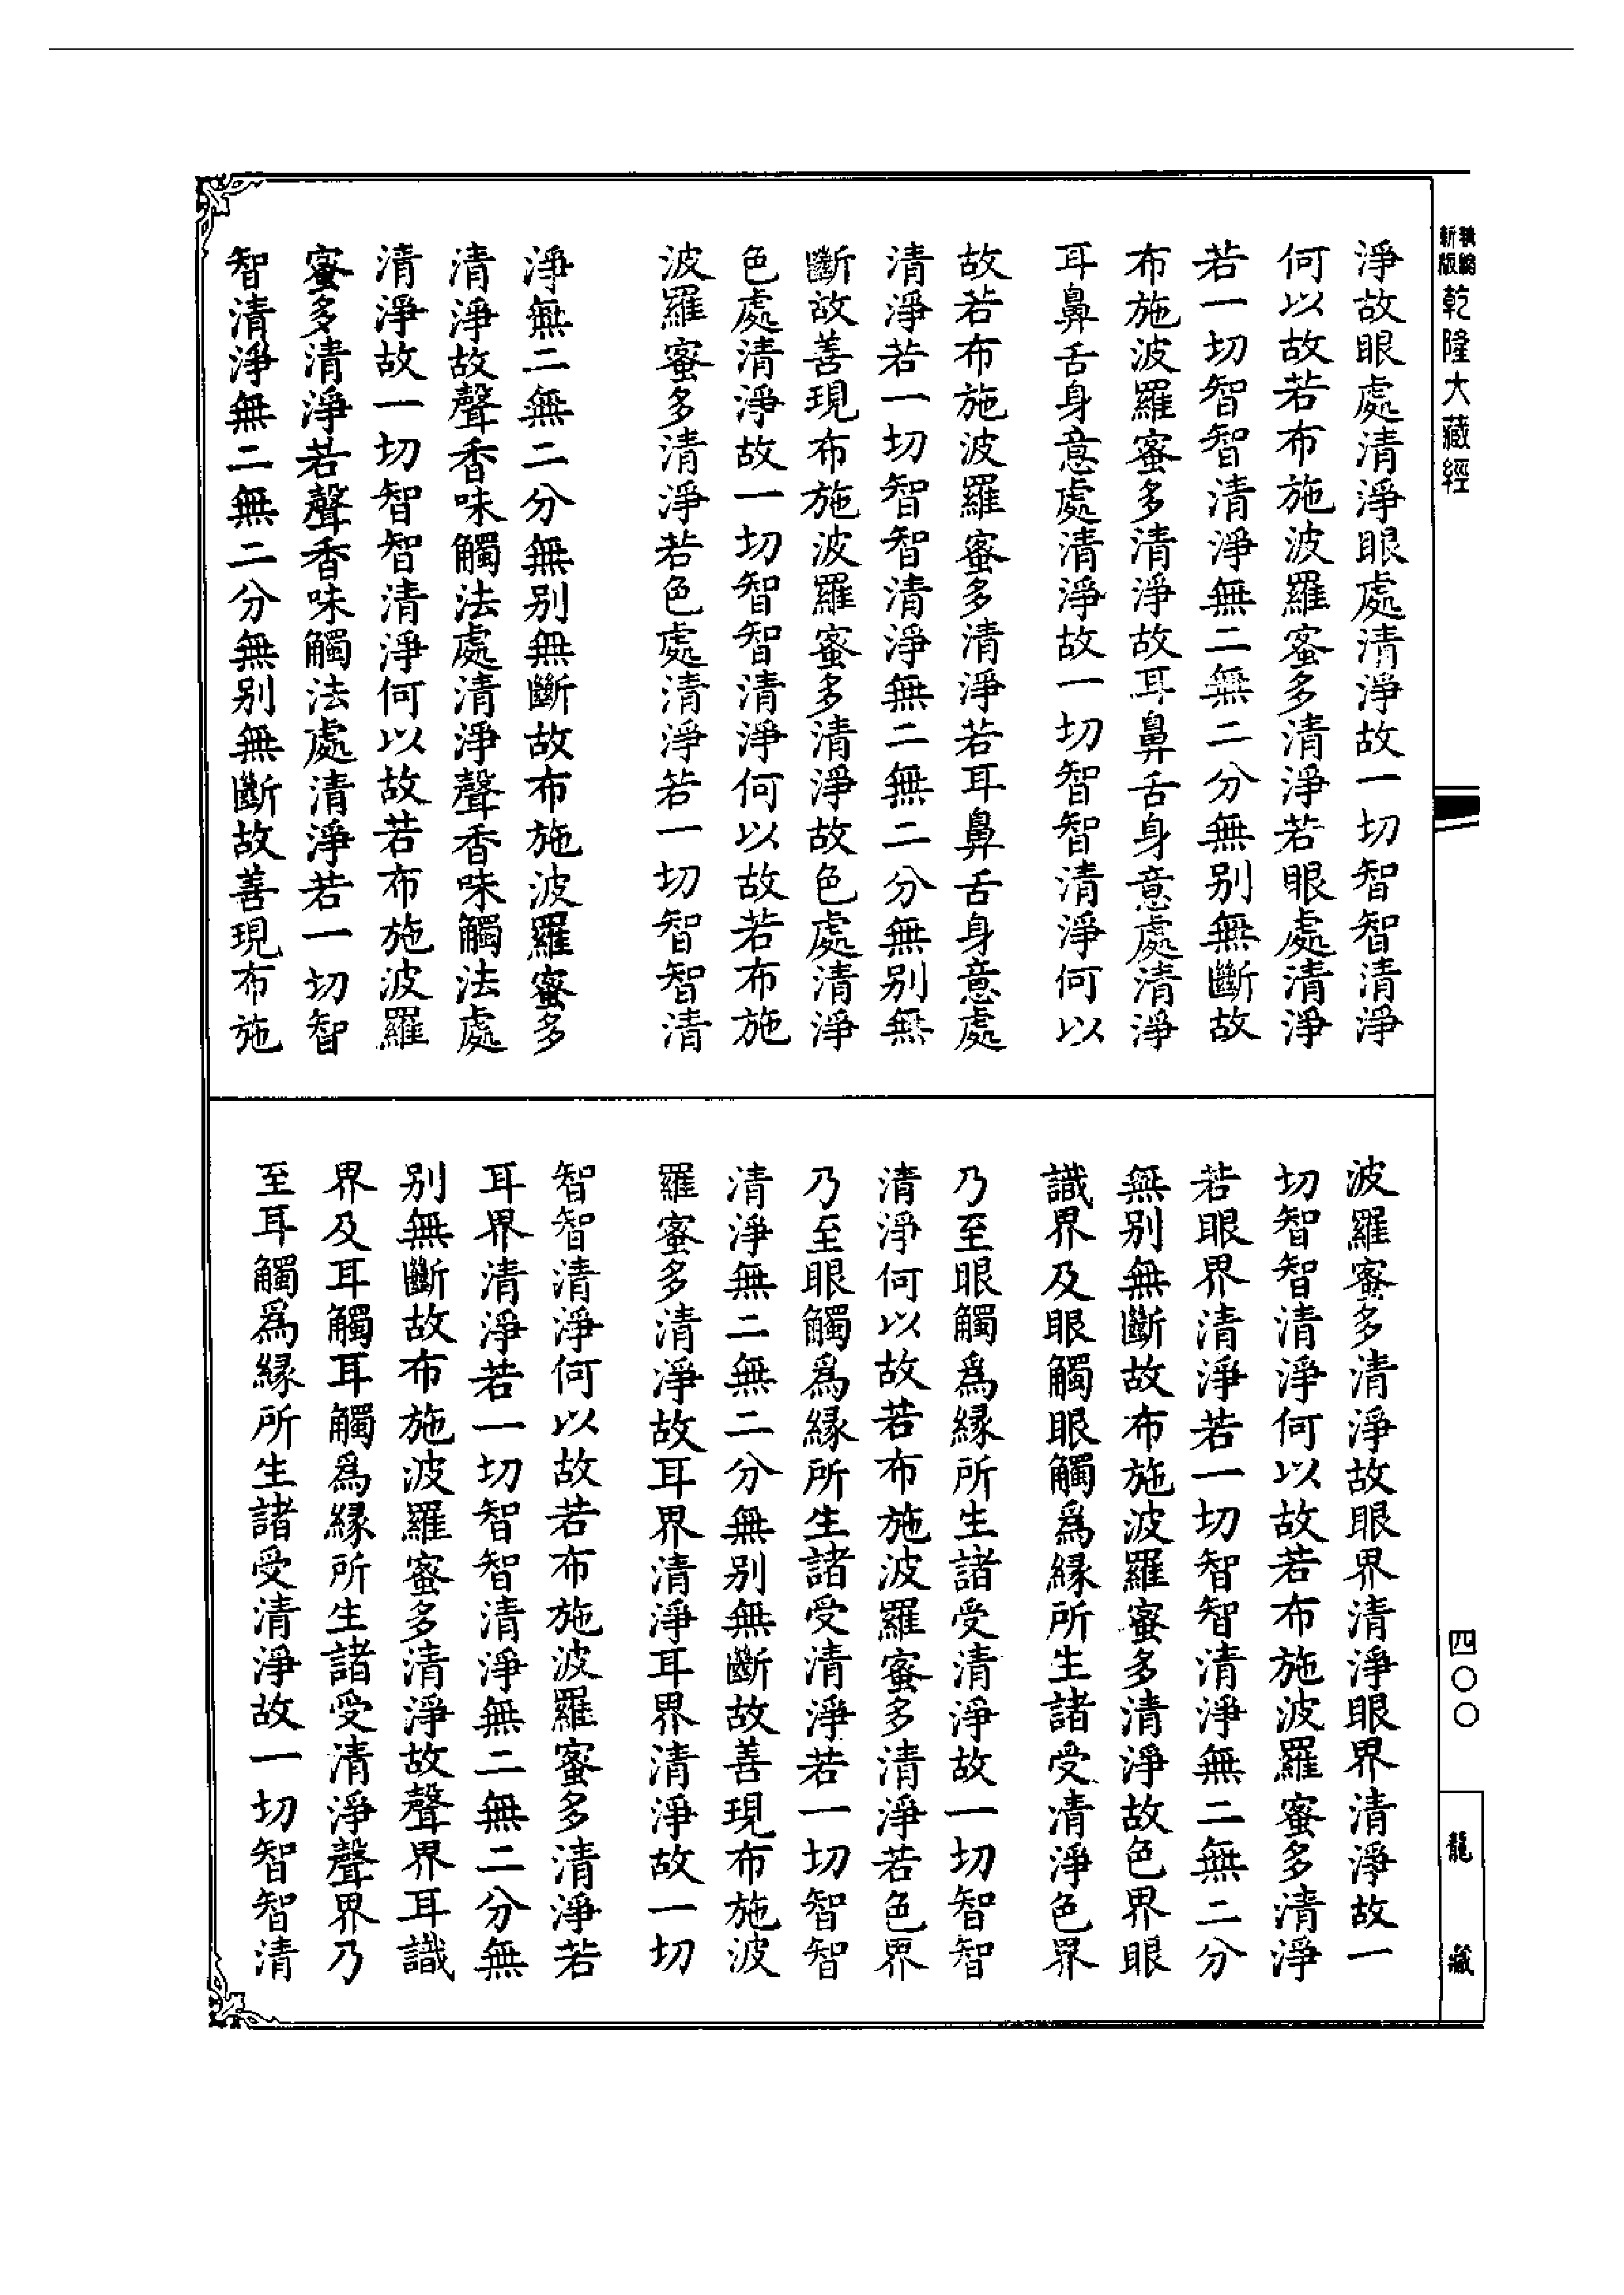 新版精縮乾隆大藏經
淨故眼處清淨眼處清淨故一切智智清淨
何以故若布施波羅蜜多清淨若眼處清淨
若一切智智清淨無二無二分無别無斷故
布施波羅蜜多清淨故耳鼻舌身意處清淨
耳鼻舌身意處清淨故一切智智清淨何以
故若布施波羅蜜多清淨若耳鼻舌身意處
清淨若一切智智清淨無二無二分無别無
斷故善現布施波羅蜜多清淨故色處清淨
色處清淨故一切智智清淨何以故若布施
波羅蜜多清淨若色處清淨若一切智智清
淨無二無二分無别無斷故布施波羅蜜多
清淨故聲香味觸法處清淨聲香味觸法處
清淨故一切智智清淨何以故若布施波羅
蜜多清淨若聲香味觸法處清淨若一切智
智清淨無二無二分無别無斷故善現布施
波羅蜜多清淨故眼界清淨眼界清淨故一
切智智清淨何以故若布施波羅蜜多清淨
若眼界清淨若一切智智清淨無二無二分
無别無斷故布施波羅蜜多清淨故色界眼
識界及眼觸眼觸爲縁所生諸受清淨色界
乃至眼觸爲縁所生諸受清淨故一切智智
清淨何以故若布施波羅蜜多清淨若色界
乃至眼觸爲縁所生諸受清淨若一切智智
清淨無二無二分無别無斷故善現布施波
羅蜜多清淨故耳界清淨耳界清淨故一切
智智清淨何以故若布施波羅蜜多清淨若
耳界清淨若一切智智清淨無二無二分無
别無斷故布施波羅蜜多清淨故聲界耳識
界及耳觸耳觸爲縁所生諸受清淨聲界乃
至耳觸爲縁所生諸受清淨故一切智智清
四〇〇
龍藏